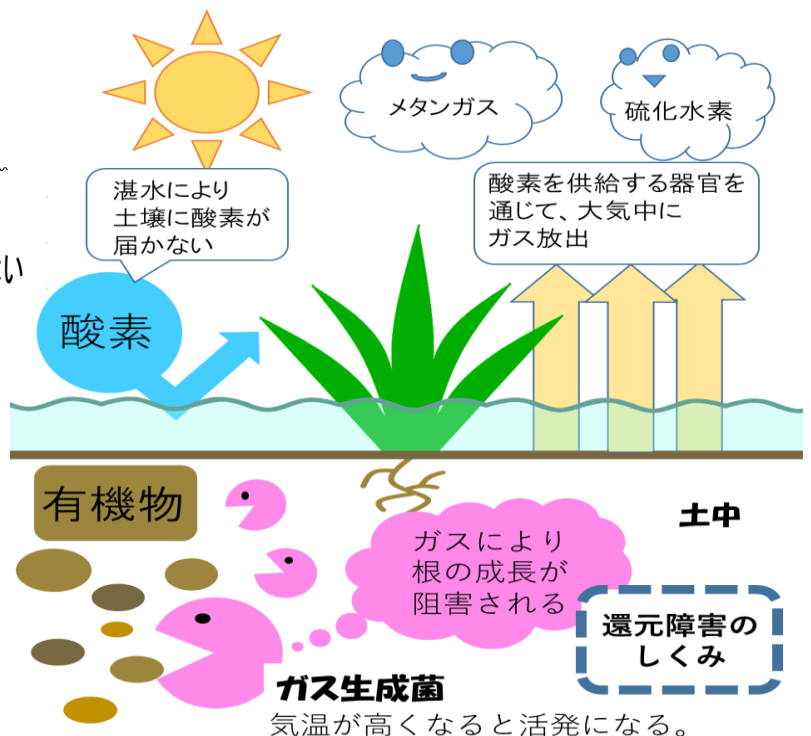 メタンガス
硫化水素
湛水により
土壌に酸素が
届かない
酸素を供給する器官を
通じて、大気中に
ガス放出
い
酸素
有機物
土中
ガスにより
根の成長が
阻害される
還元障害の
しくみ
ガス生成菌
気温が高くなると活発になる。